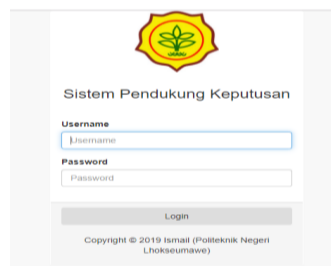 Sistem Pendukung Keputusan
Username
Username
Password
Password
Login
Copyright © 2019 Ismail (Politeknik Negeri
Lhokseumawe)